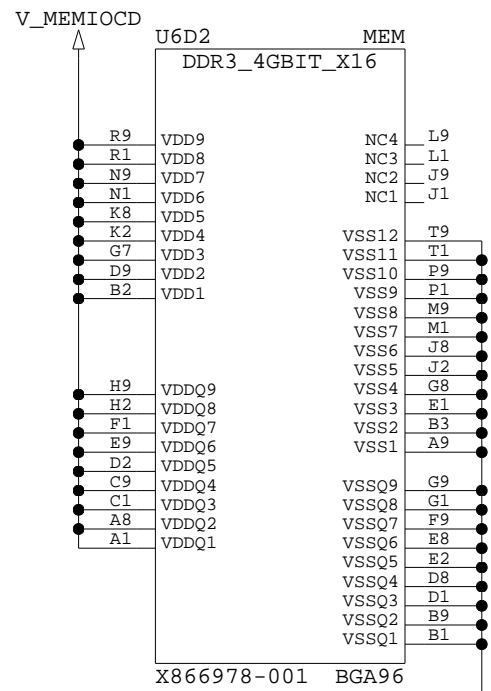 V_MEMIOCD
U6D2 MEM
DDR3_4GBIT_X16
R9 VDD9 NC4 L9
R1 VDD8 NC3 L1
N9 VDD7 NC2 J9
N1 VDD6 NC1 J1
K8 VDD5
K2 VDD4 VSS12 T9
G7 VDD3 VSS11 T1
D9 VDD2 VSS10 P9
B2 VDD1 VSS9 P1
VSS8 M9
VSS7 M1
VSS6 J8
VSS5 J2
H9 VDDQ9 VSS4 G8
H2 VDDQ8 VSS3 E1
F1 VDDQ7 VSS2 B3
E9 VDDQ6 VSS1 A9
D2 VDDQ5
C9 VDDQ4 VSSQ9 G9
C1 VDDQ3 VSSQ8 G1
A8 VDDQ2 VSSQ7 F9
A1 VDDQ1 VSSQ6 E8
VSSQ5 E2
VSSQ4 D8
VSSQ3 D1
VSSQ2 B9
VSSQ1 B1
X866978-001 BGA96